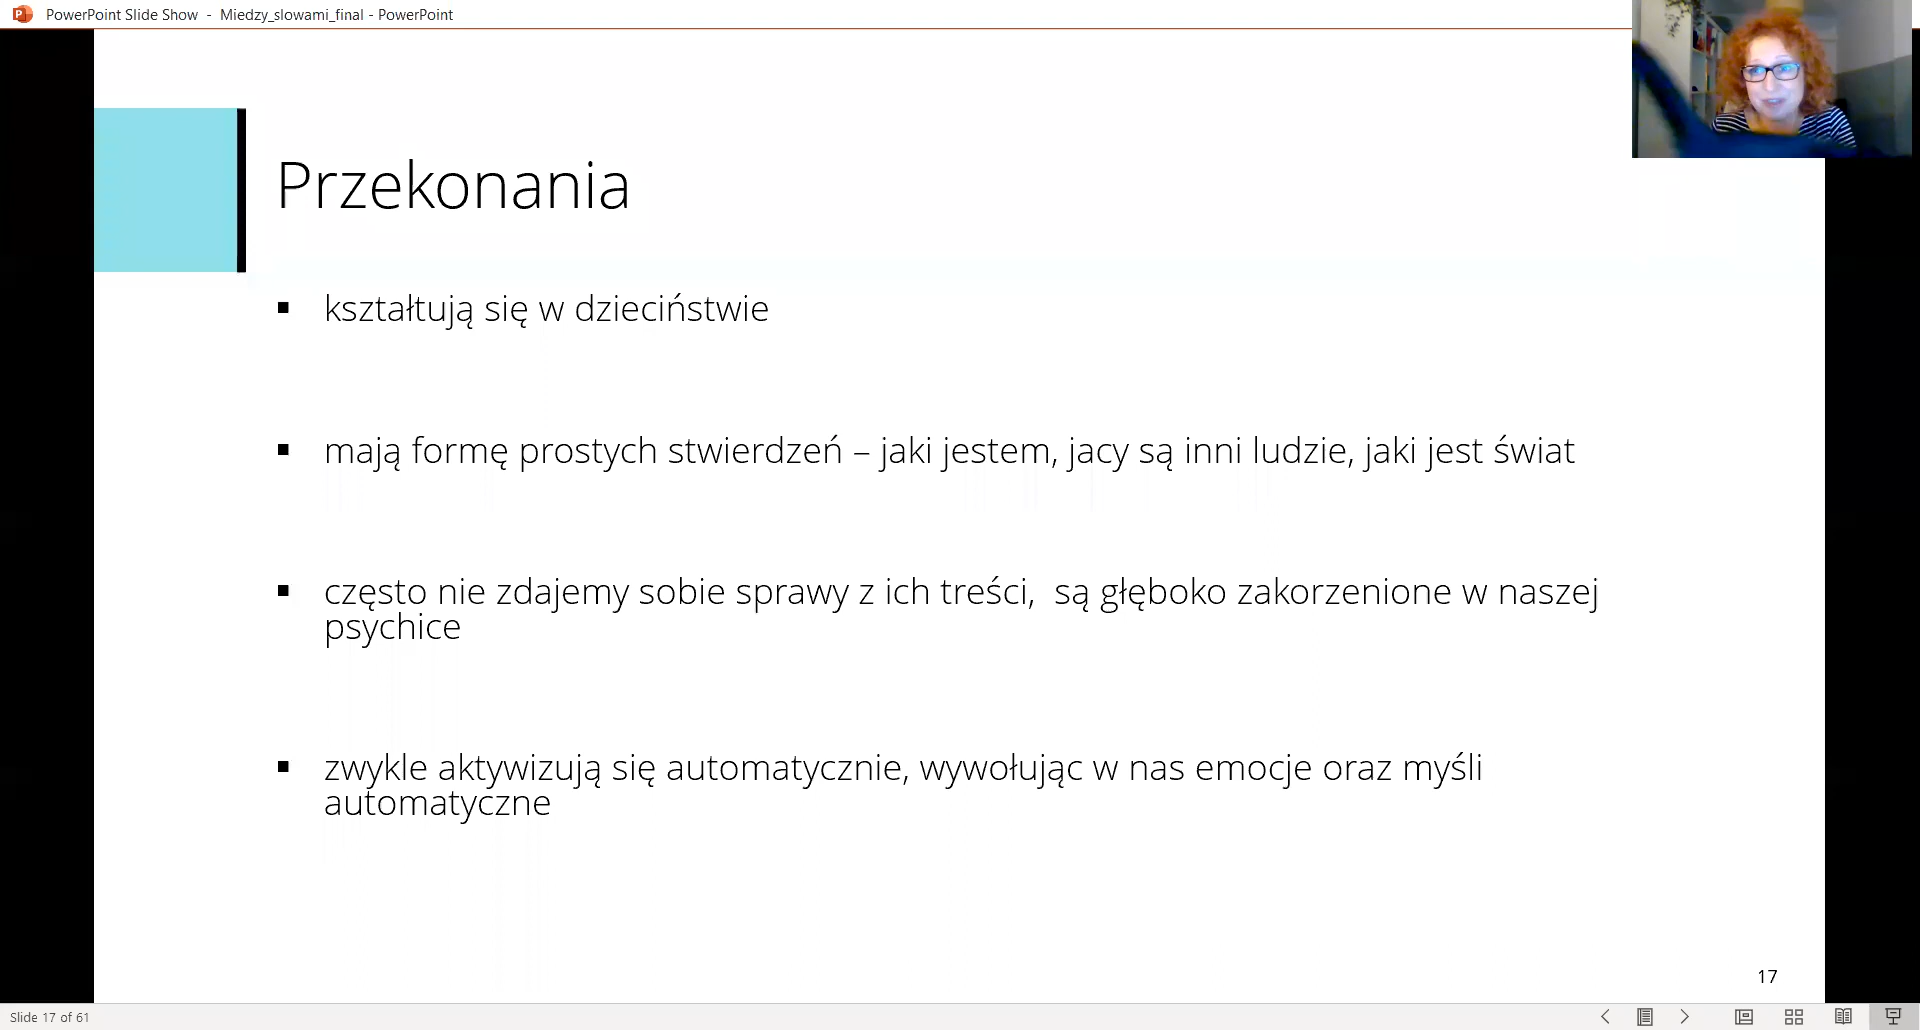 PowerPoint Slide Show - Miedzy_slowami_final - PowerPoint
Przekonania
▪ kształtują się w dzieciństwie
▪ mają formę prostych stwierdzeń – jaki jestem, jacy są inni ludzie, jaki jest świat
▪ często nie zdajemy sobie sprawy z ich treści,  są głęboko zakorzenione w naszej
psychice
▪ zwykle aktywizują się automatycznie, wywołując w nas emocje oraz myśli
automatyczne
17
Slide 17 of 61